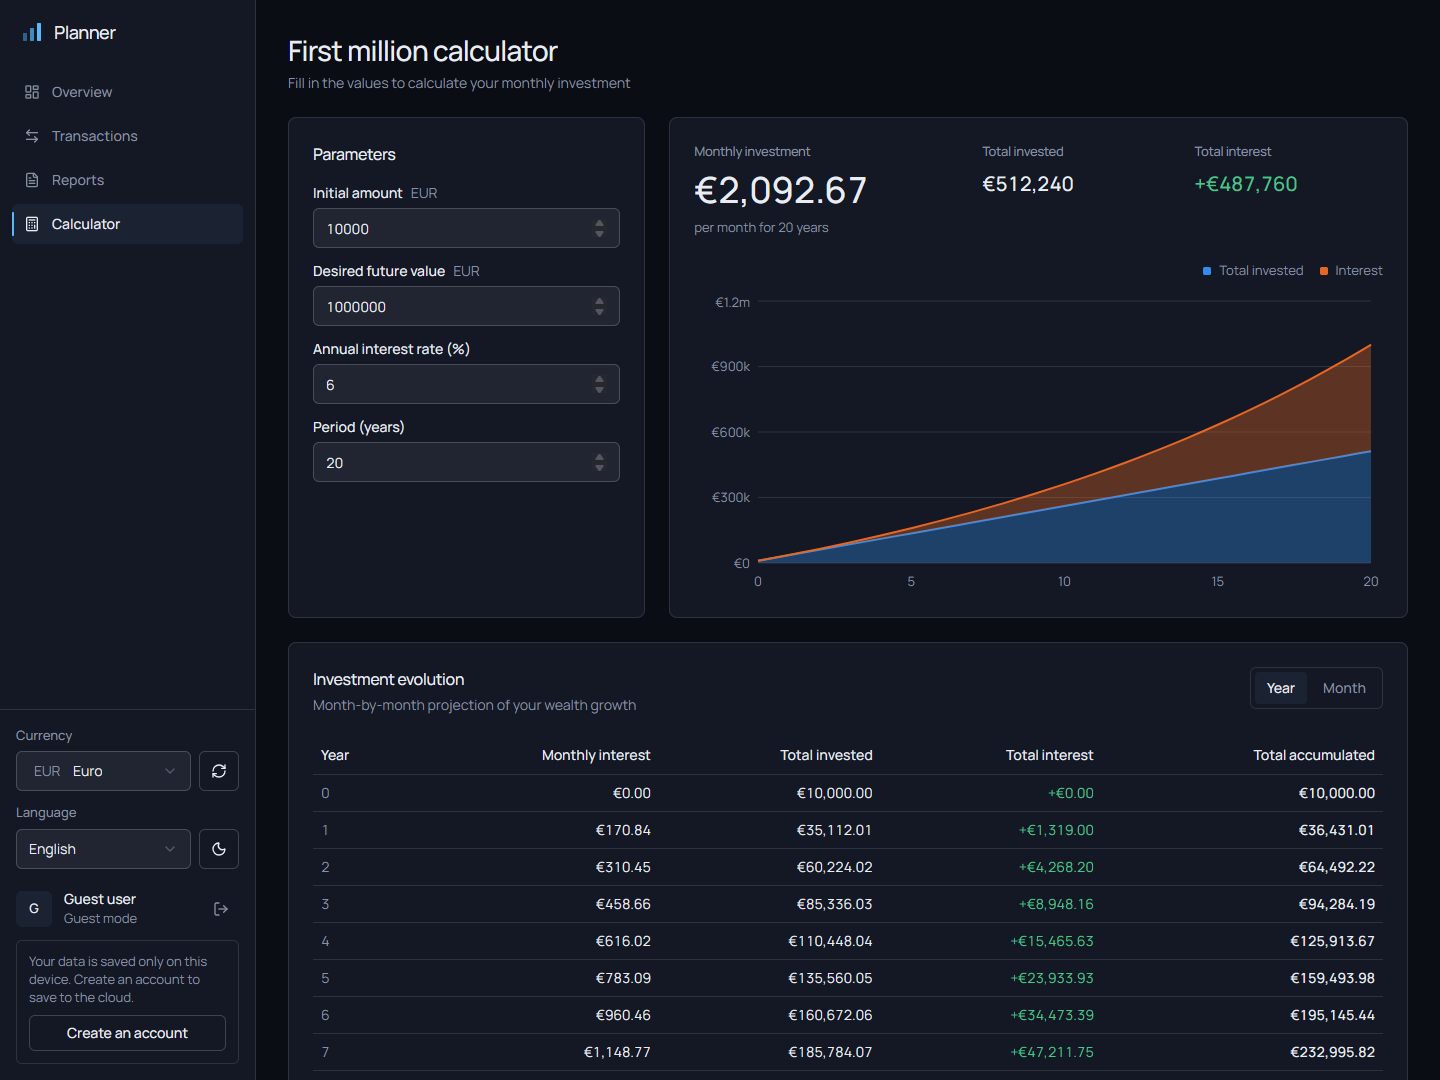 Planner
Overview
Transactions
Reports
Calculator
Currency
EUR Euro
Language
English
G
Guest user
Guest mode
Your data is saved only on this
device. Create an account to
save to the cloud.
Create an account
First million calculator
Fill in the values to calculate your monthly investment
Parameters
Initial amount EUR
10000
Desired future value EUR
1000000
Annual interest rate (%)
6
Period (years)
20
Monthly investment
€2,092.67
per month for 20 years
Total invested
€512,240
Total interest
+€487,760
Total invested Interest
€1.2m
€900k
€600k
€300k
€0
0 5 10 15 20
Investment evolution
Month-by-month projection of your wealth growth
Year Month
Year Monthly interest Total invested Total interest Total accumulated
0 €0.00 €10,000.00 +€0.00 €10,000.00
1 €170.84 €35,112.01 +€1,319.00 €36,431.01
2 €310.45 €60,224.02 +€4,268.20 €64,492.22
3 €458.66 €85,336.03 +€8,948.16 €94,284.19
4 €616.02 €110,448.04 +€15,465.63 €125,913.67
5 €783.09 €135,560.05 +€23,933.93 €159,493.98
6 €960.46 €160,672.06 +€34,473.39 €195,145.44
7 €1,148.77 €185,784.07 +€47,211.75 €232,995.82